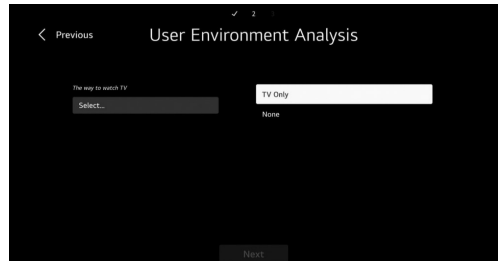 ✓ 2
Previous
User Environment Analysis
The way to watch TV
Select...
TV Only
None
Next